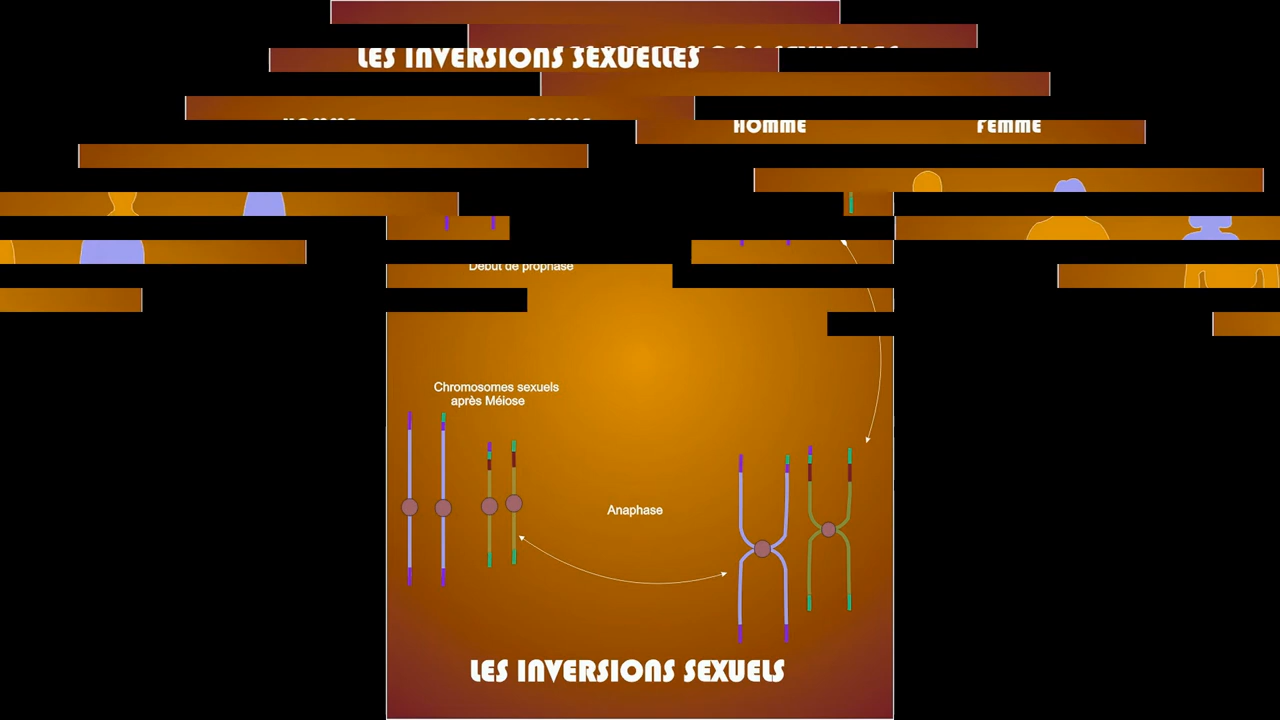 LES INVERSIONS SEXUELLES
HOMME FEMME
Début de prophase
Chromosomes sexuels
après Méiose
Anaphase
LES INVERSIONS SEXUELS